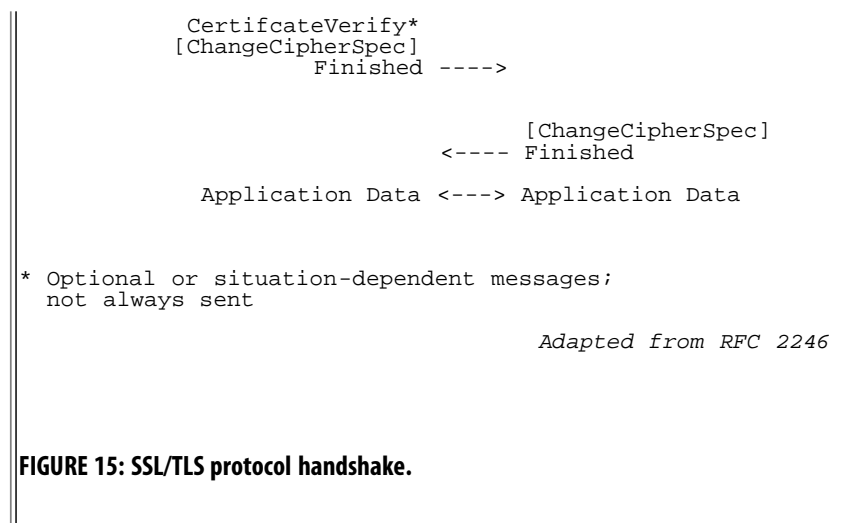 CertifcateVerify*
[ChangeCipherSpec]
Finished ---->
[ChangeCipherSpec]
<---- Finished
Application Data <---> Application Data
* Optional or situation-dependent messages;
not always sent
Adapted from RFC 2246
FIGURE 15: SSL/TLS protocol handshake.